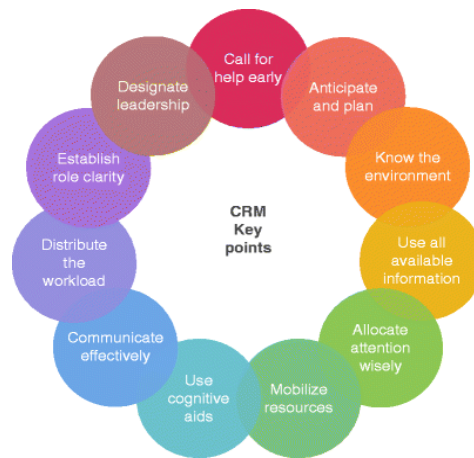 Call for
help early
Anticipate
and plan
Know the
environment
Use all
available
information
Allocate
attention
wisely
Mobilize
resources
Use
cognitive
aids
Communicate
effectively
Distribute
the
workload
Establish
role clarity
Designate
leadership
CRM
Key
points